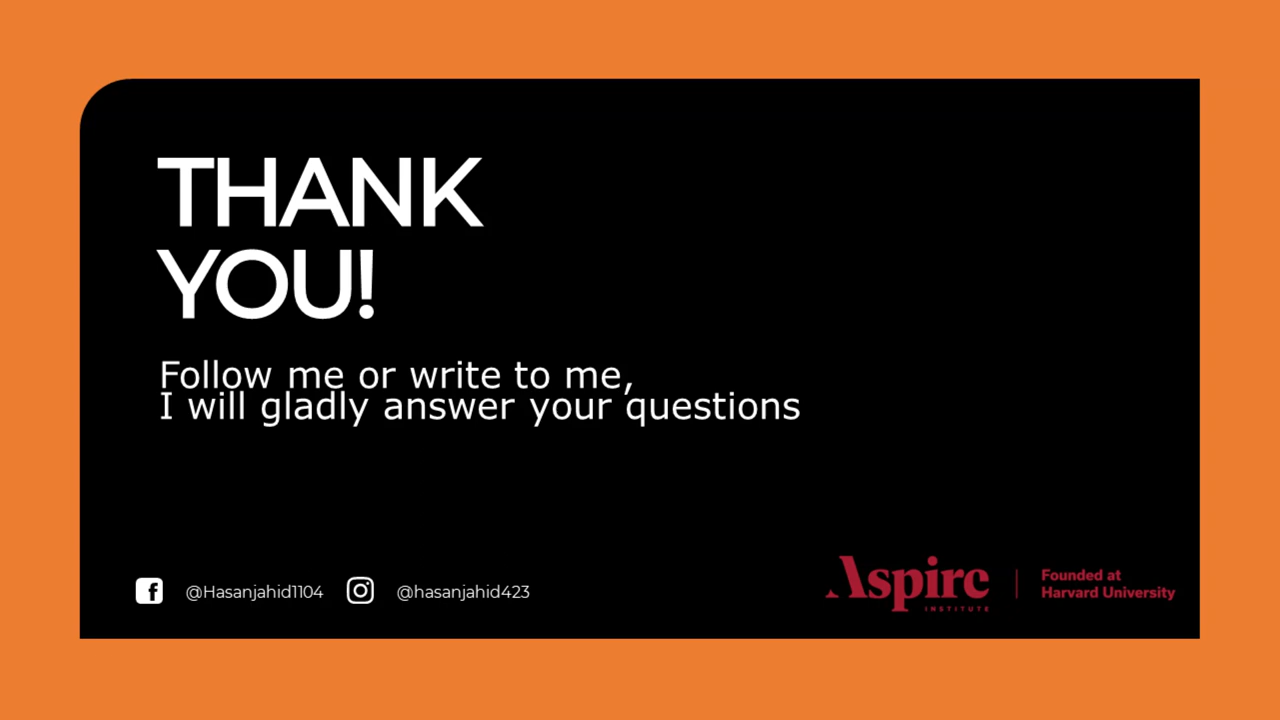 THANK
YOU!
Follow me or write to me,
I will gladly answer your questions
@Hasanjahid1104
@hasanjahid423
Aspire
INSTITUTE
Founded at
Harvard University